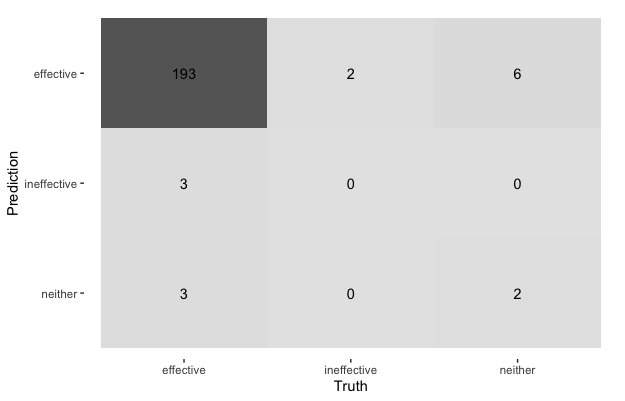 effective 193 2 6
ineffective 3 0 0
neither 3 0 2
effective ineffective neither
Truth
Prediction